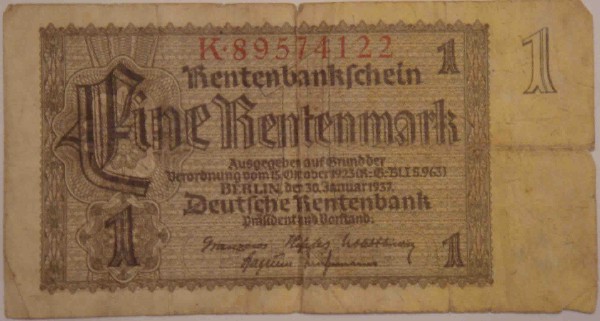 K·89574122
Rentenbankschein 1
1
Eine Rentenmark
Ausgegeben auf Grund der
Verordnung vom 15. Oktober 1923 (R.-G.-Bl. I S. 963)
BERLIN, den 30. Januar 1937.
Deutsche Rentenbank
Präsident und Vorstand:
1
1